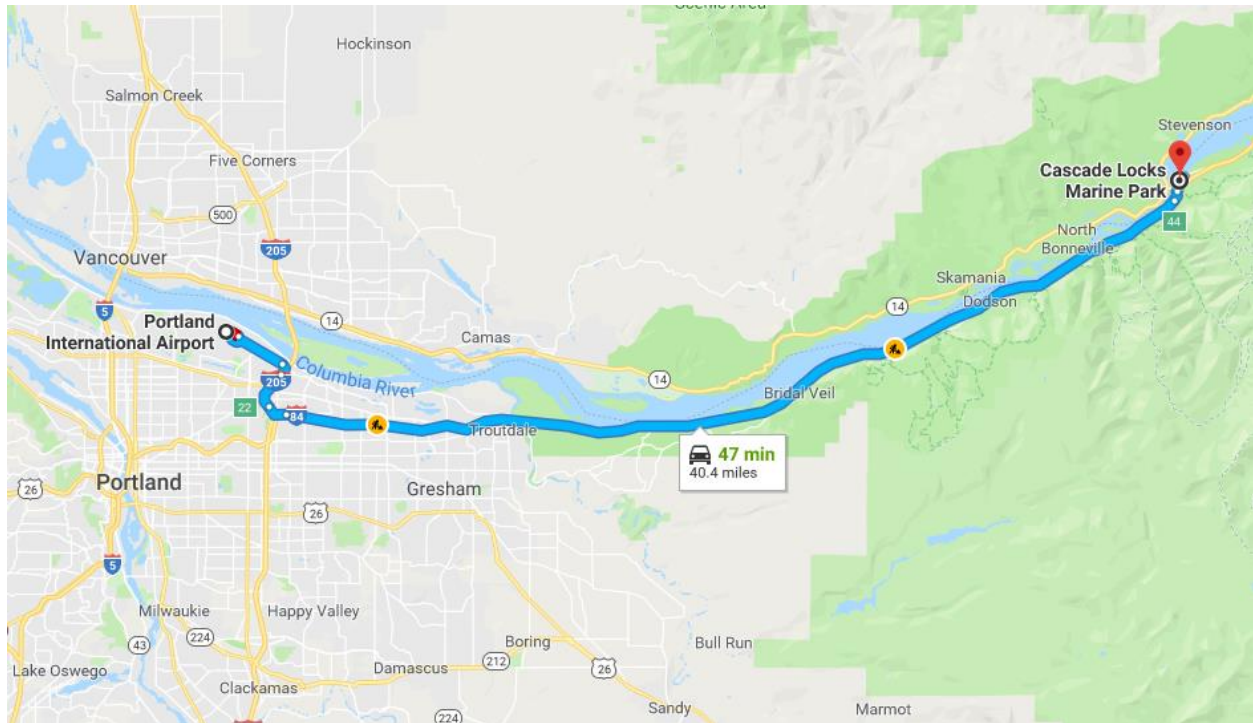 Scenic Area
Hockinson
Salmon Creek
Stevenson
Five Corners
Cascade Locks
Marine Park
500
44
205
North
Bonneville
Vancouver
Skamania
Dodson
5
14
14
Portland
International Airport
Camas
14
205
Columbia River
Bridal Veil
22
84
Troutdale
47 min
40.4 miles
Portland
26
Gresham
26
5
Milwaukie
Happy Valley
224
43
Boring
Bull Run
Lake Oswego
Damascus
212
26
Clackamas
Sandy
Marmot
224